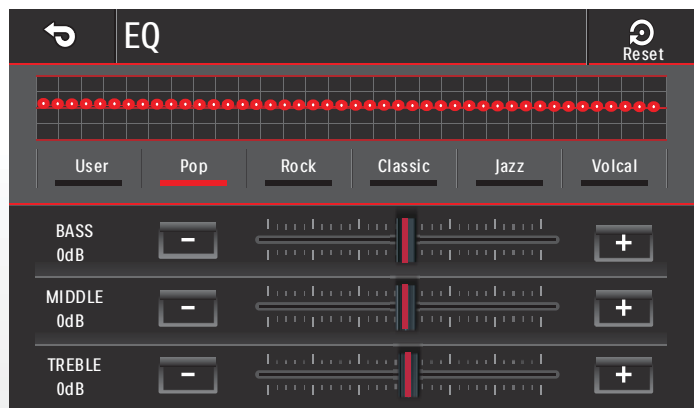 EQ
Reset
User Pop Rock Classic Jazz Volcal
BASS
0dB
MIDDLE
0dB
TREBLE
0dB